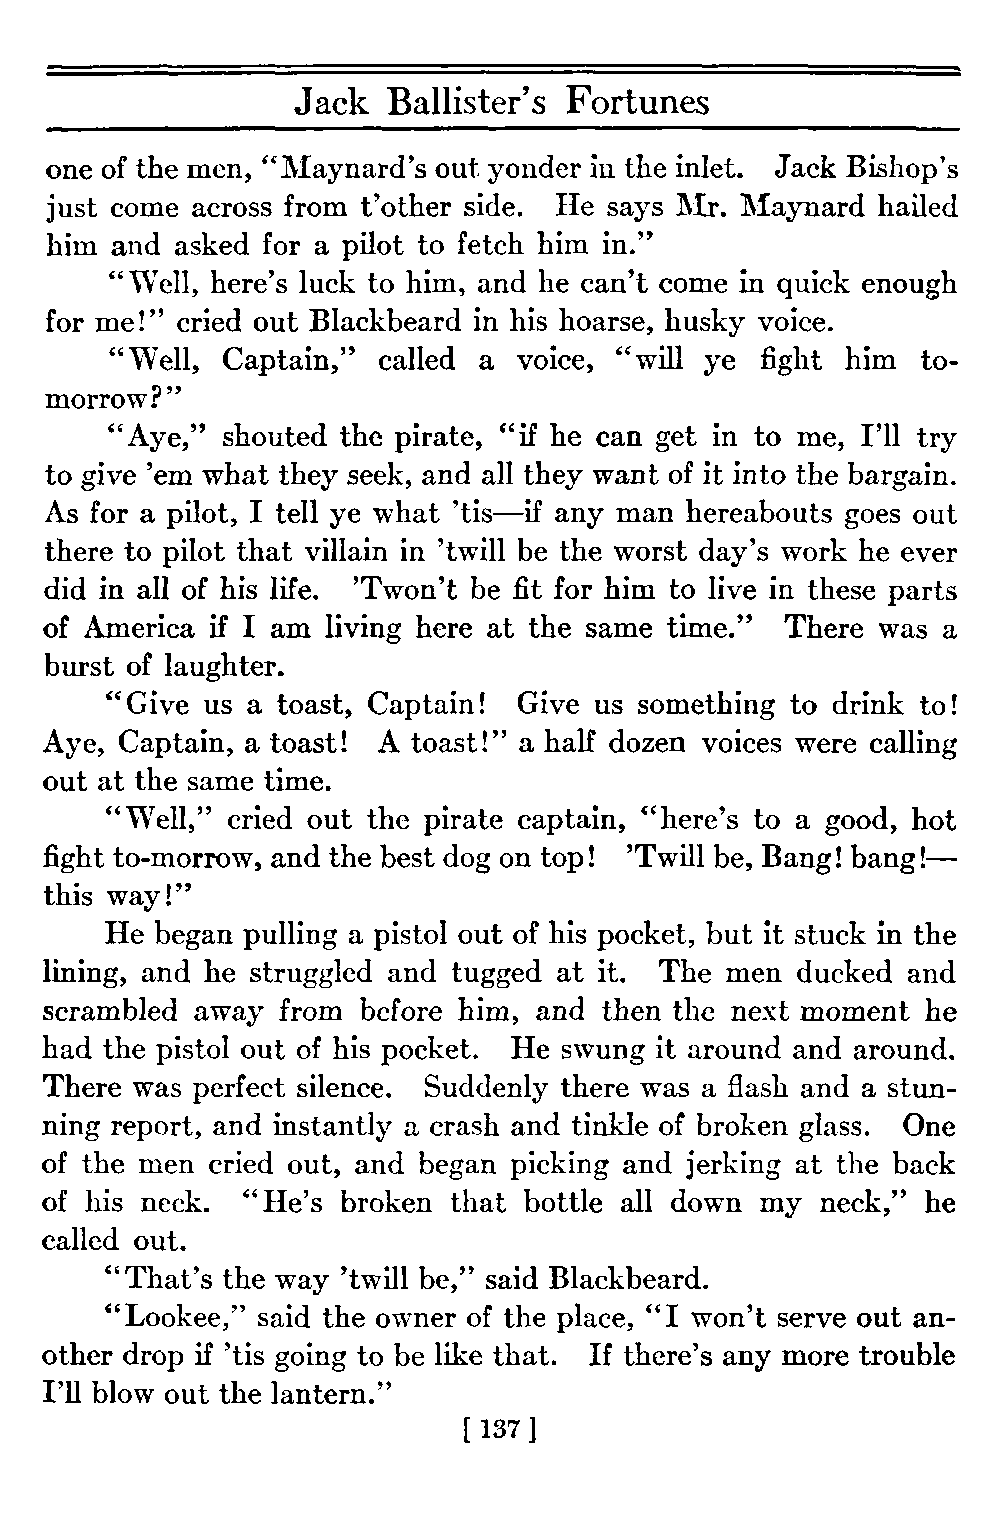 Jack Ballister's Fortunes
one of the men, “Maynard's out yonder in the inlet. Jack Bishop's
just come across from t'other side. He says Mr. Maynard hailed
him and asked for a pilot to fetch him in.”
“Well, here's luck to him, and he can't come in quick enough
for me!” cried out Blackbeard in his hoarse, husky voice.
“Well, Captain,” called a voice, “will ye fight him to-
morrow?”
“Aye,” shouted the pirate, “if he can get in to me, I'll try
to give 'em what they seek, and all they want of it into the bargain.
As for a pilot, I tell ye what 'tis—if any man hereabouts goes out
there to pilot that villain in 'twill be the worst day's work he ever
did in all of his life. 'Twon't be fit for him to live in these parts
of America if I am living here at the same time.” There was a
burst of laughter.
“Give us a toast, Captain! Give us something to drink to!
Aye, Captain, a toast! A toast!” a half dozen voices were calling
out at the same time.
“Well,” cried out the pirate captain, “here's to a good, hot
fight to-morrow, and the best dog on top! 'Twill be, Bang! bang!—
this way!”
He began pulling a pistol out of his pocket, but it stuck in the
lining, and he struggled and tugged at it. The men ducked and
scrambled away from before him, and then the next moment he
had the pistol out of his pocket. He swung it around and around.
There was perfect silence. Suddenly there was a flash and a stun-
ning report, and instantly a crash and tinkle of broken glass. One
of the men cried out, and began picking and jerking at the back
of his neck. “He's broken that bottle all down my neck,” he
called out.
“That's the way 'twill be,” said Blackbeard.
“Lookee,” said the owner of the place, “I won't serve out an-
other drop if 'tis going to be like that. If there's any more trouble
I'll blow out the lantern.”
[ 137 ]